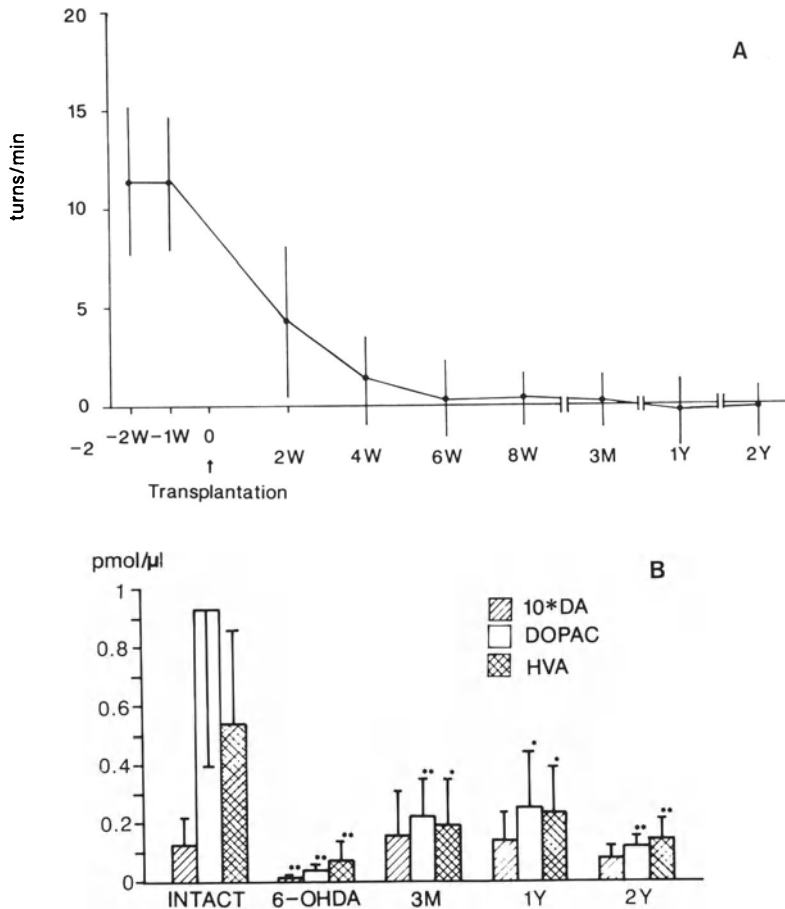 20
A
15
turns/min
10
5
0
-2
-2W-1W 0 2W 4W 6W 8W 3M 1Y 2Y
↑
Transplantation
pmol/µl
B
1
10*DA
DOPAC
0.8
HVA
0.6
0.4
** * * *
0.2
** ** ** ** **
0
INTACT 6-OHDA 3M 1Y 2Y